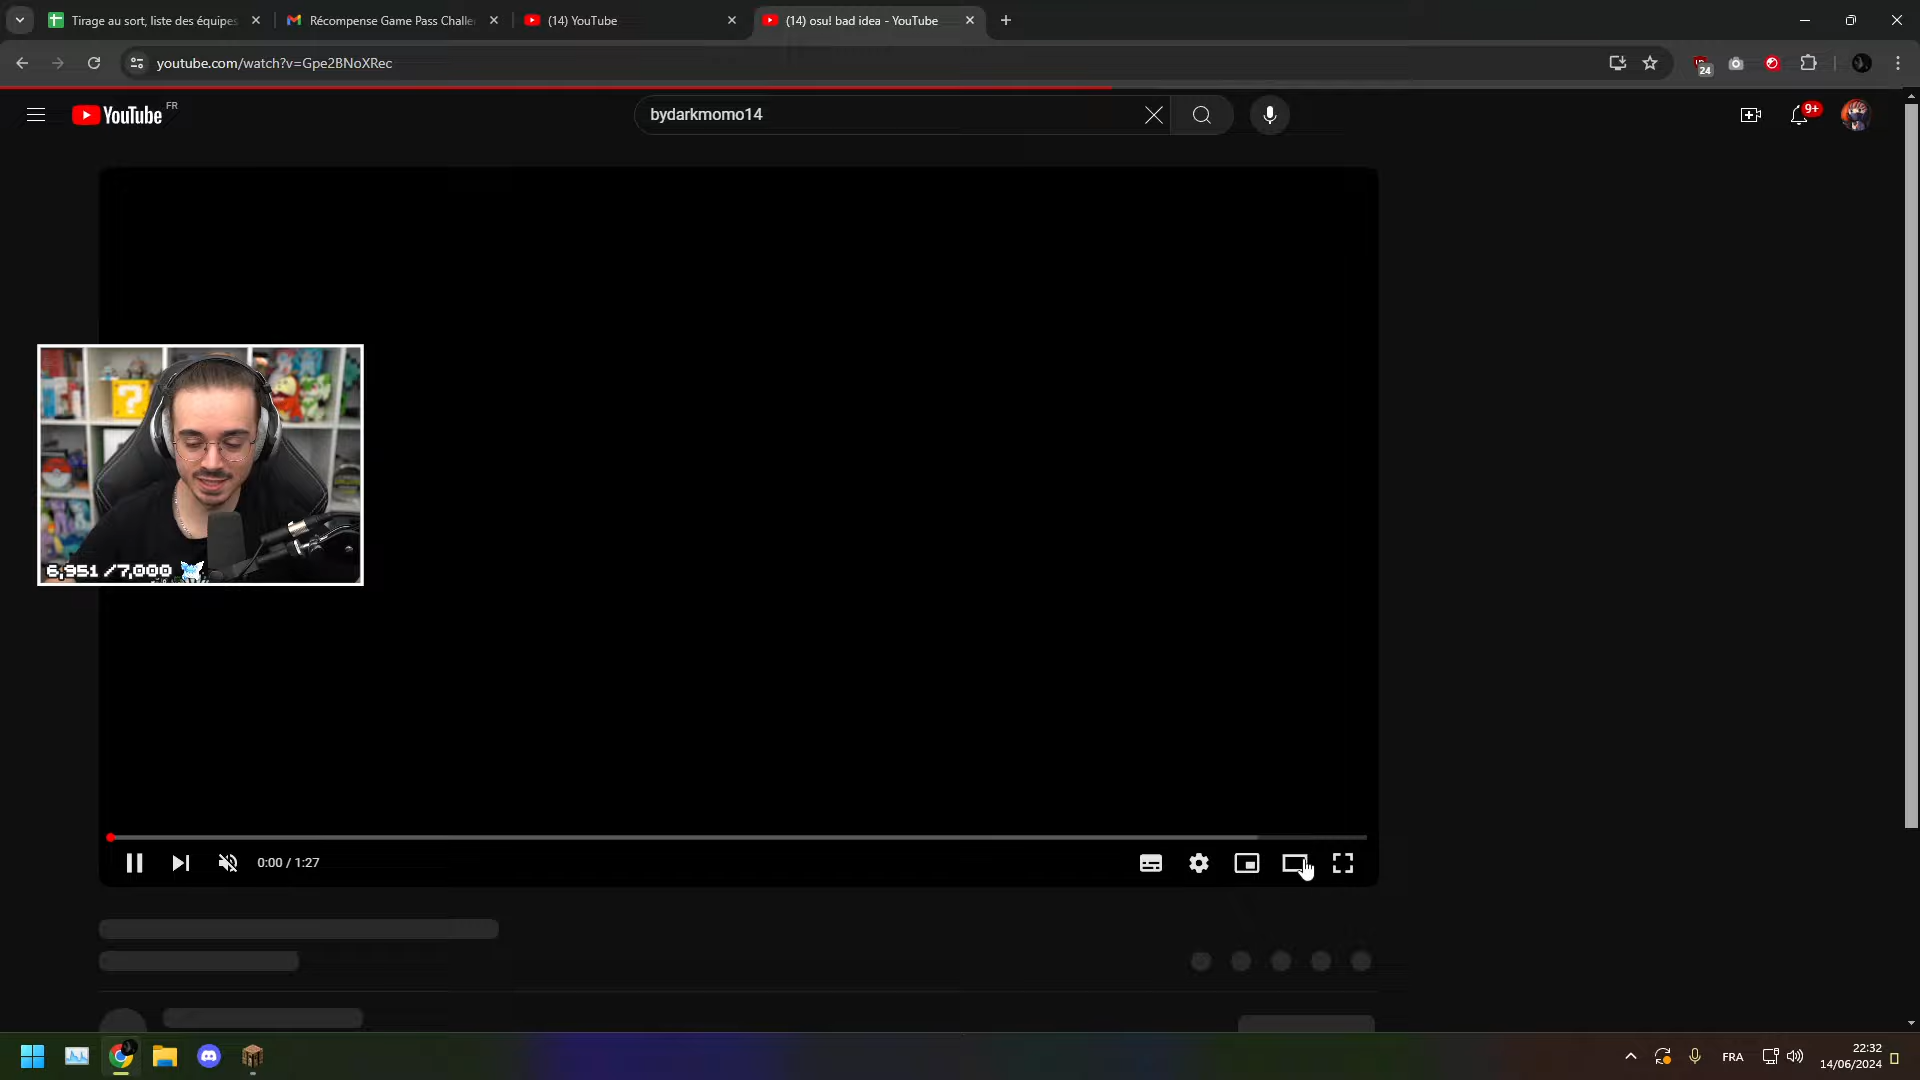 Tirage au sort, liste des équipes
Récompense Game Pass Challe
(14) YouTube
(14) osu! bad idea - YouTube
youtube.com/watch?v=Gpe2BNoXRec
24
YouTube
FR
bydarkmomo14
9+
?
6,951 /7,000
0:00 / 1:27
FRA
22:32
14/06/2024